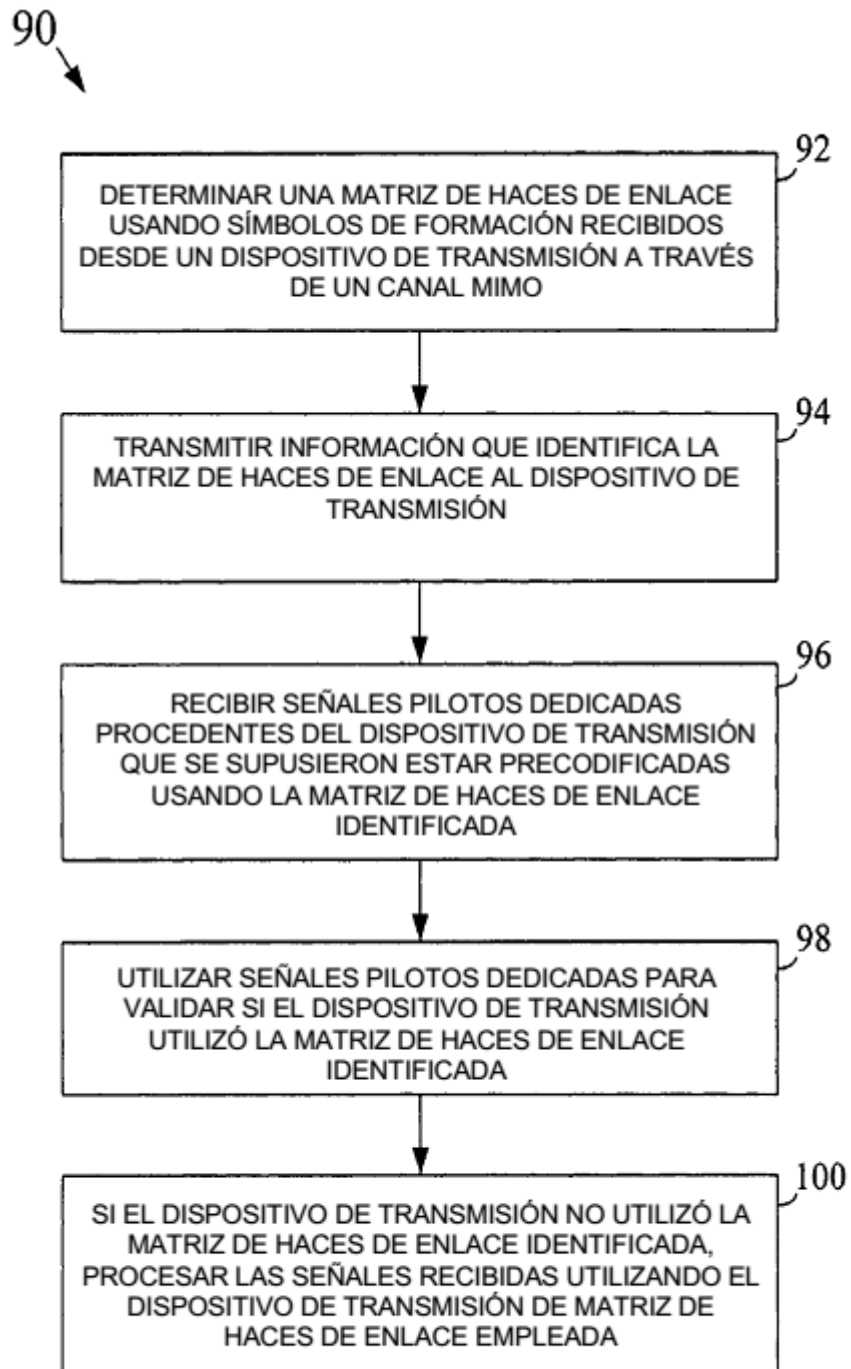 90
92
DETERMINAR UNA MATRIZ DE HACES DE ENLACE
USANDO SÍMBOLOS DE FORMACIÓN RECIBIDOS
DESDE UN DISPOSITIVO DE TRANSMISIÓN A TRAVÉS
DE UN CANAL MIMO
94
TRANSMITIR INFORMACIÓN QUE IDENTIFICA LA
MATRIZ DE HACES DE ENLACE AL DISPOSITIVO DE
TRANSMISIÓN
96
RECIBIR SEÑALES PILOTOS DEDICADAS
PROCEDENTES DEL DISPOSITIVO DE TRANSMISIÓN
QUE SE SUPUSIERON ESTAR PRECODIFICADAS
USANDO LA MATRIZ DE HACES DE ENLACE
IDENTIFICADA
98
UTILIZAR SEÑALES PILOTOS DEDICADAS PARA
VALIDAR SI EL DISPOSITIVO DE TRANSMISIÓN
UTILIZÓ LA MATRIZ DE HACES DE ENLACE
IDENTIFICADA
100
SI EL DISPOSITIVO DE TRANSMISIÓN NO UTILIZÓ LA
MATRIZ DE HACES DE ENLACE IDENTIFICADA,
PROCESAR LAS SEÑALES RECIBIDAS UTILIZANDO EL
DISPOSITIVO DE TRANSMISIÓN DE MATRIZ DE
HACES DE ENLACE EMPLEADA